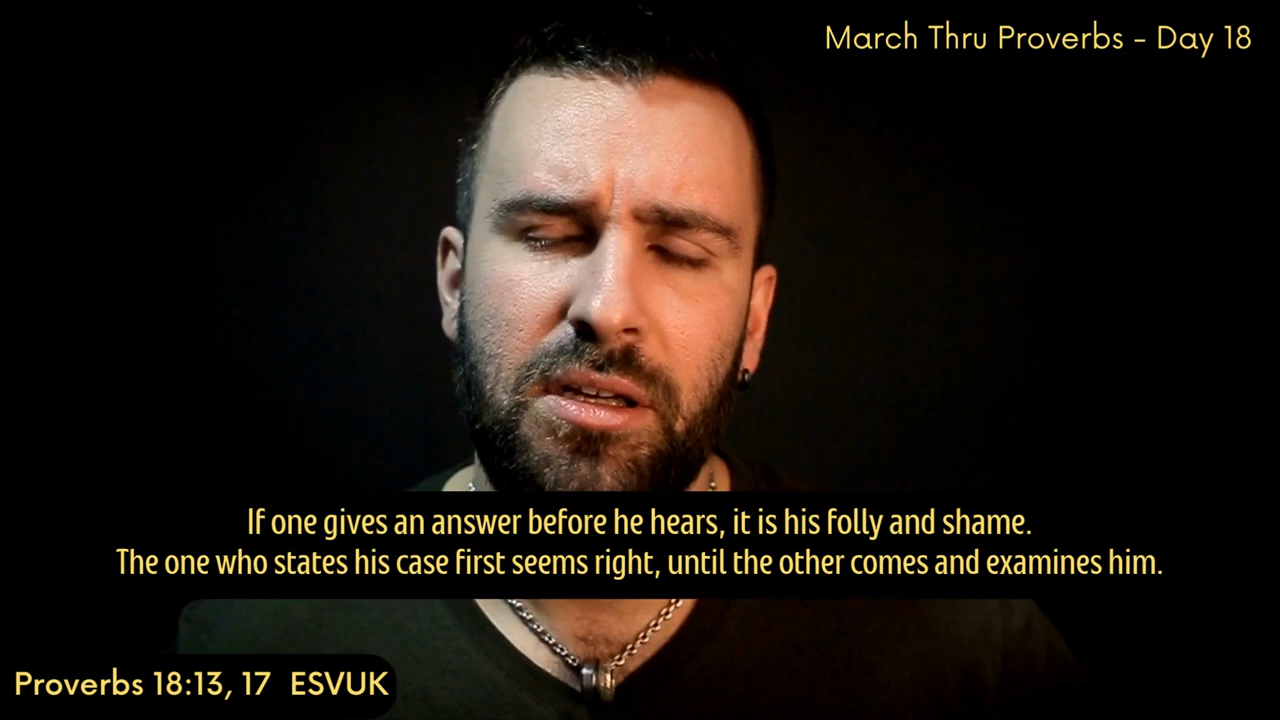 March Thru Proverbs - Day 18
If one gives an answer before he hears, it is his folly and shame.
The one who states his case first seems right, until the other comes and examines him.
Proverbs 18:13, 17 ESVUK